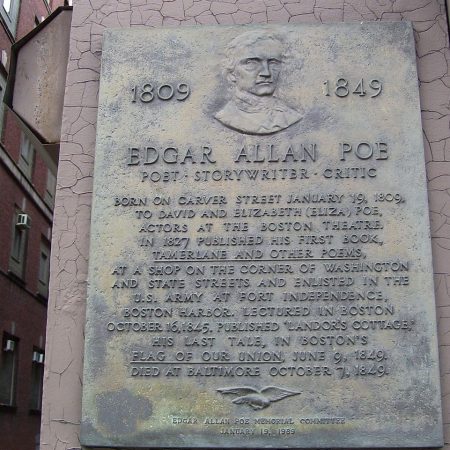 1809 1849
EDGAR ALLAN POE
POET · STORYWRITER · CRITIC
BORN ON CARVER STREET JANUARY 19, 1809,
TO DAVID AND ELIZABETH (ELIZA), POE,
ACTORS AT THE BOSTON THEATRE.
IN 1827 PUBLISHED HIS FIRST BOOK,
TAMERLANE AND OTHER POEMS,
AT A SHOP ON THE CORNER OF WASHINGTON
AND STATE STREETS AND ENLISTED IN THE
U.S. ARMY AT FORT INDEPENDENCE,
BOSTON HARBOR. LECTURED IN BOSTON
OCTOBER 16, 1845. PUBLISHED "LANDOR'S COTTAGE,"
HIS LAST TALE, IN BOSTON'S
FLAG OF OUR UNION, JUNE 9, 1849.
DIED AT BALTIMORE OCTOBER 7, 1849.
EDGAR ALLAN POE MEMORIAL COMMITTEE
JANUARY 19, 1989